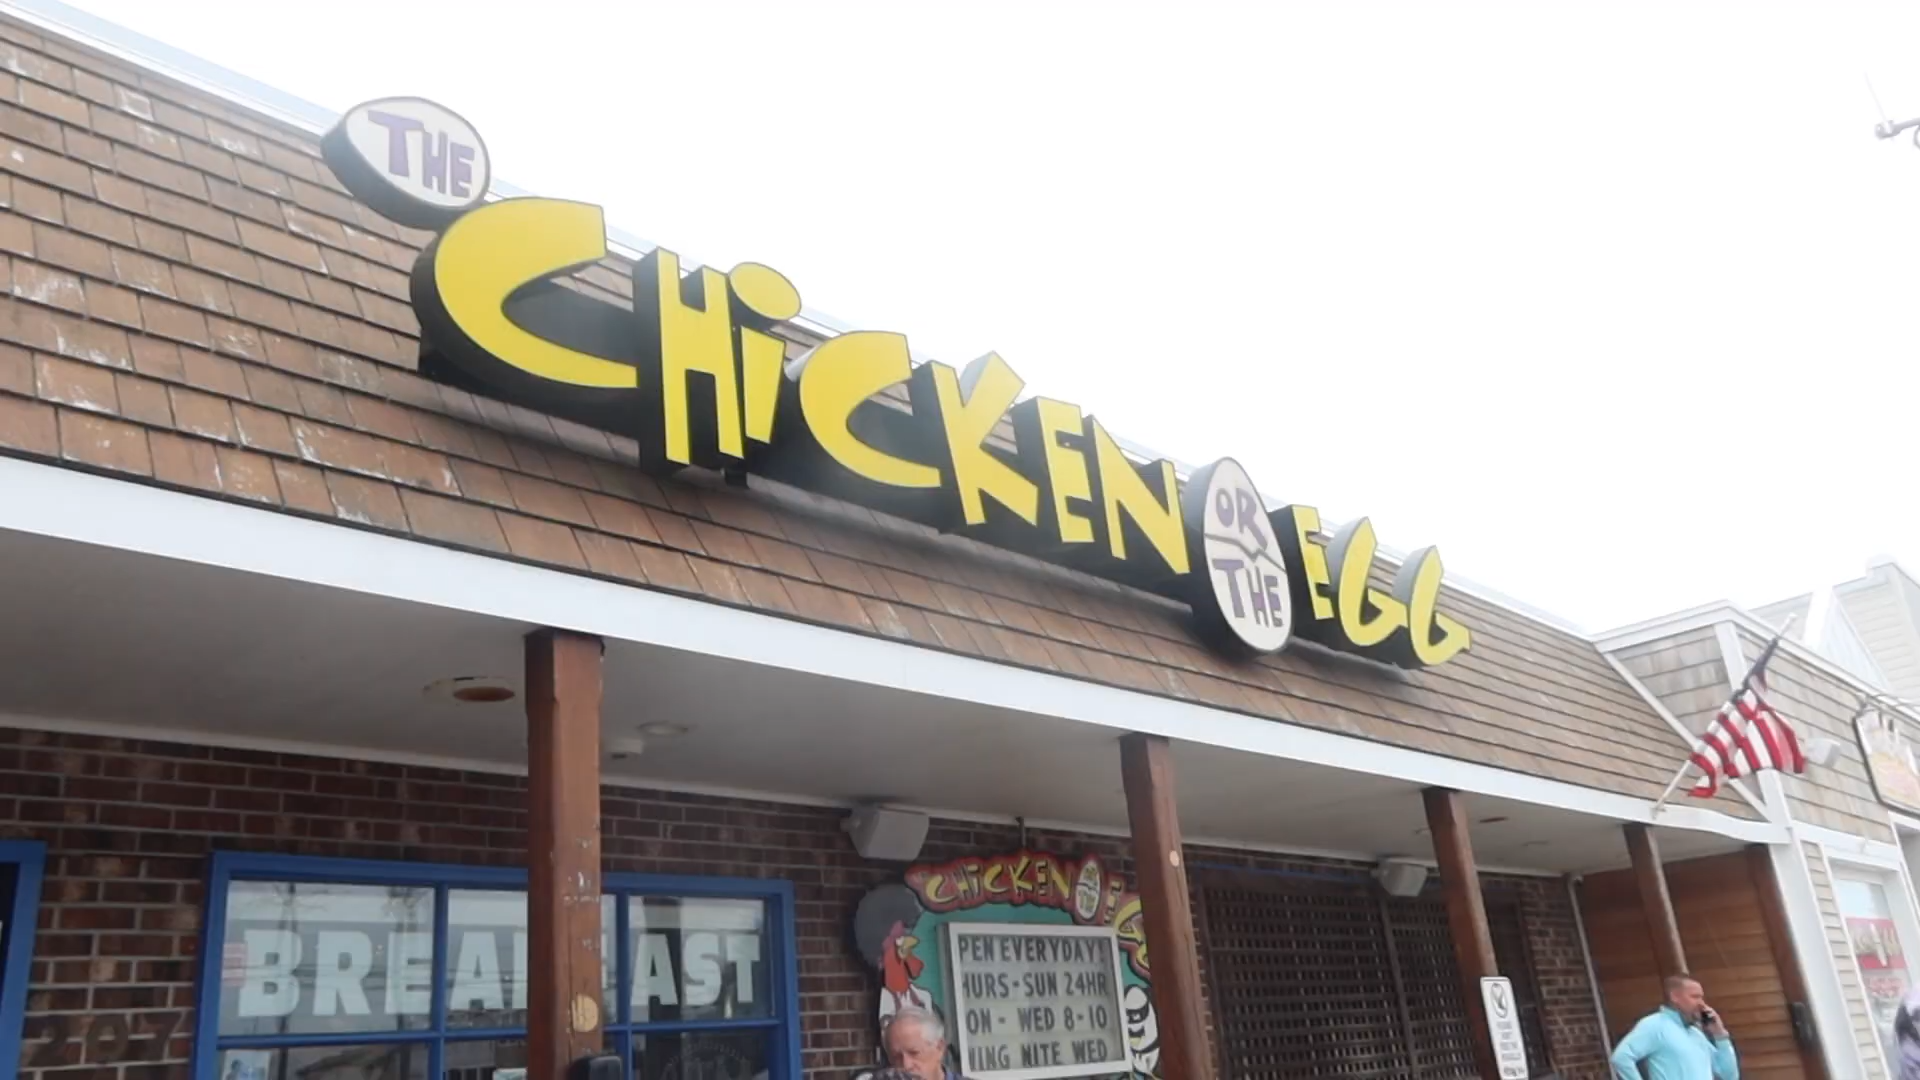 THE
CHiCKEN
OR
THE
EGG
CHiCKEN
BREA AST
PEN EVERYDAY!
HURS-SUN 24HR
ON - WED 8-10
WING NITE WED
207